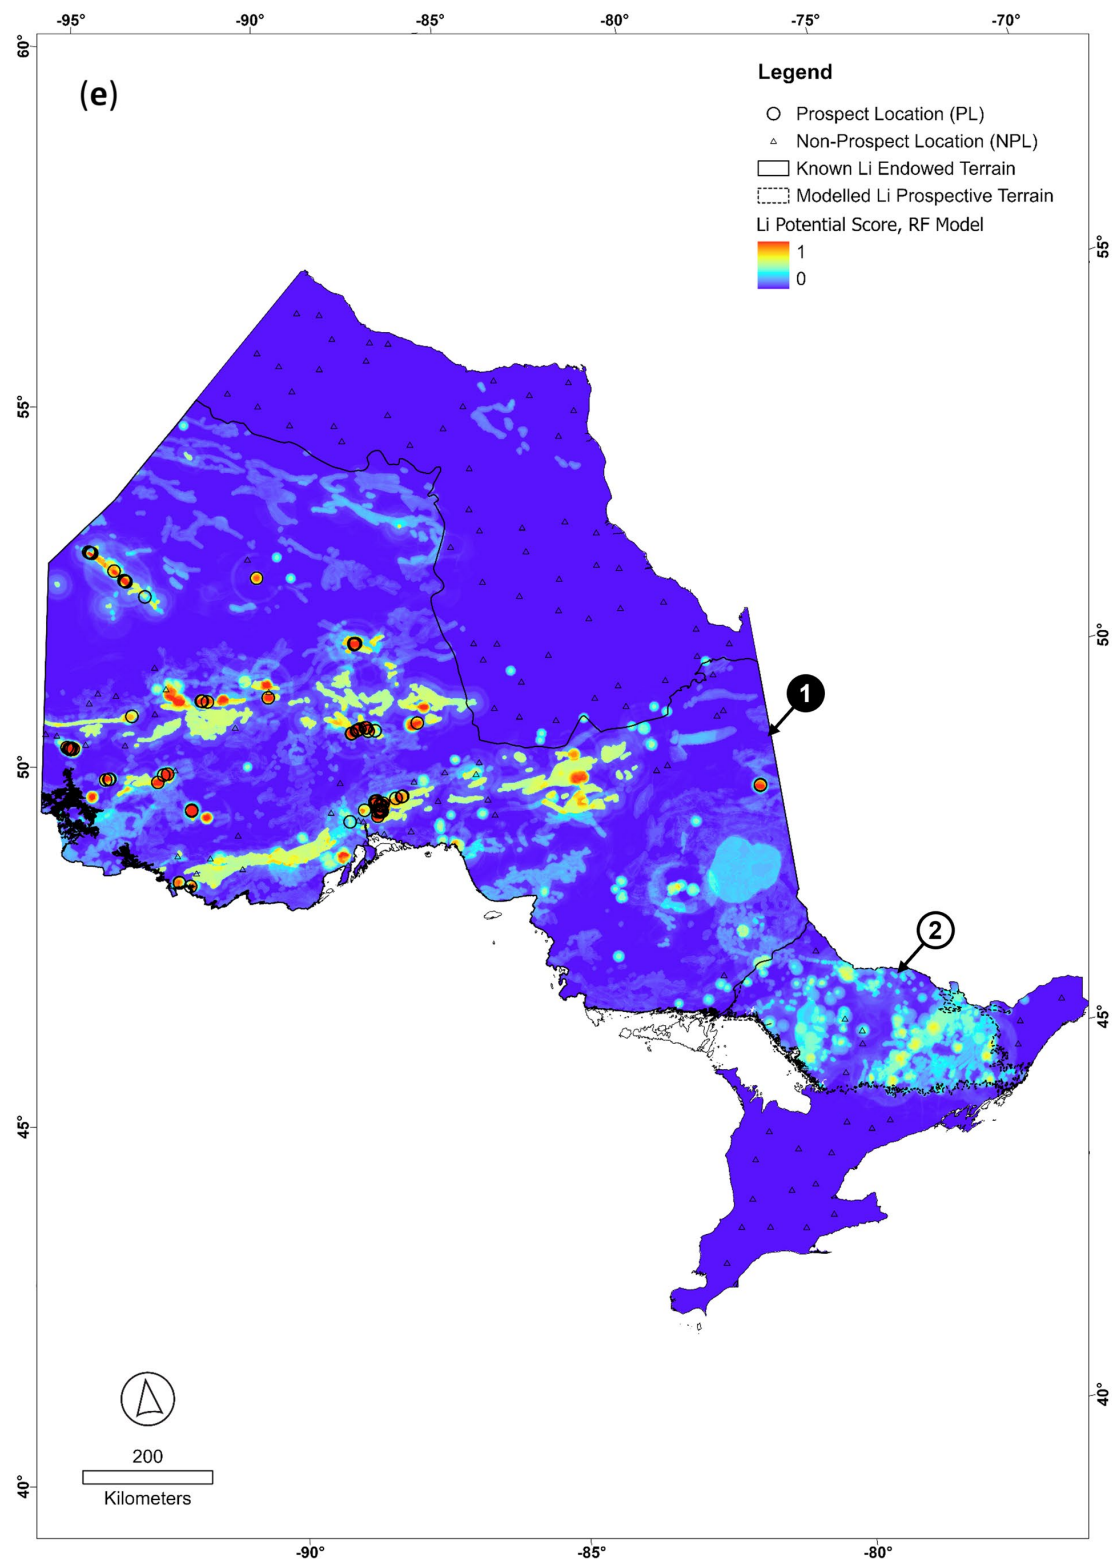 -95° -90° -85° -80° -75° -70°
60°
(e)
Legend
Prospect Location (PL)
Non-Prospect Location (NPL)
Known Li Endowed Terrain
Modelled Li Prospective Terrain
Li Potential Score, RF Model
1
0
55°
55°
50°
1
50°
2
45°
45°
40°
200
Kilometers
40°
-90° -85° -80°